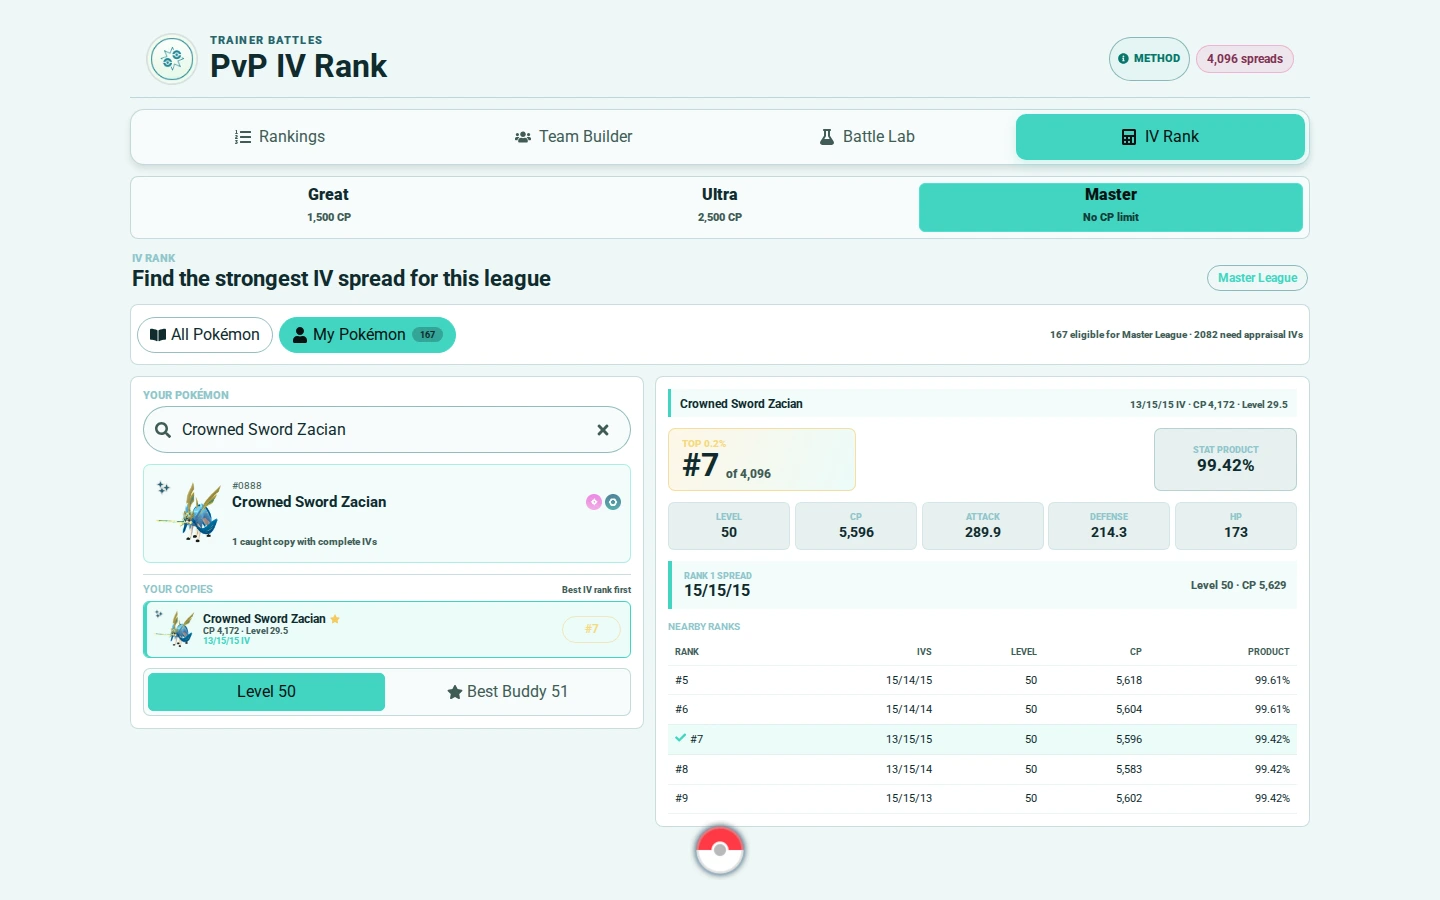 TRAINER BATTLES
PvP IV Rank
METHOD
4,096 spreads
Rankings
Team Builder
Battle Lab
IV Rank
Great
1,500 CP
Ultra
2,500 CP
Master
No CP limit
IV RANK
Find the strongest IV spread for this league
Master League
All Pokémon
My Pokémon 167
167 eligible for Master League · 2082 need appraisal IVs
YOUR POKÉMON
Crowned Sword Zacian
#0888
Crowned Sword Zacian
1 caught copy with complete IVs
YOUR COPIES
Best IV rank first
Crowned Sword Zacian
CP 4,172 · Level 29.5
13/15/15 IV
#7
Level 50
Best Buddy 51
Crowned Sword Zacian
13/15/15 IV · CP 4,172 · Level 29.5
TOP 0.2%
#7 of 4,096
STAT PRODUCT
99.42%
LEVEL
50
CP
5,596
ATTACK
289.9
DEFENSE
214.3
HP
173
RANK 1 SPREAD
15/15/15
Level 50 · CP 5,629
NEARBY RANKS
RANK IVS LEVEL CP PRODUCT
#5 15/14/15 50 5,618 99.61%
#6 15/14/14 50 5,604 99.61%
#7 13/15/15 50 5,596 99.42%
#8 13/15/14 50 5,583 99.42%
#9 15/15/13 50 5,602 99.42%